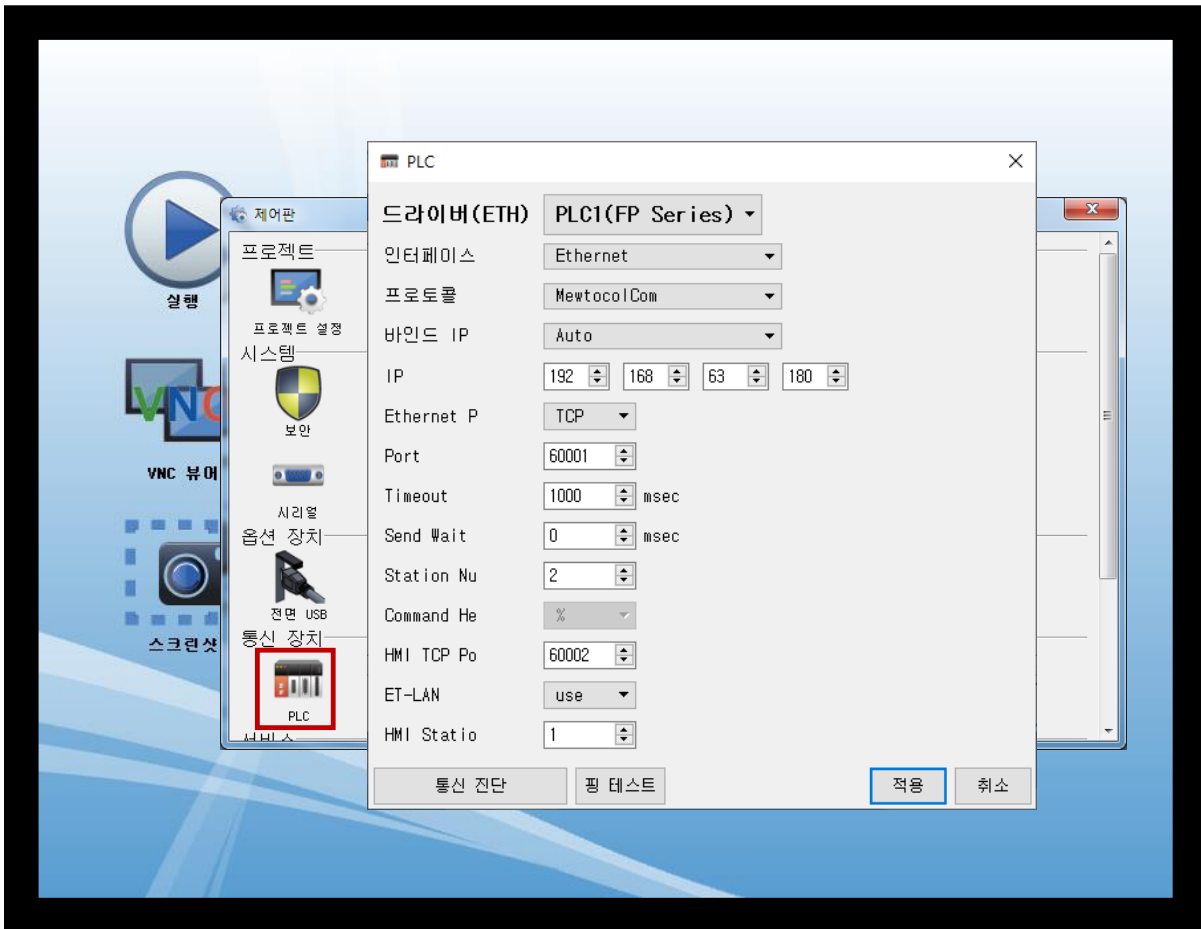 실행
VNC 뷰어
스크린샷
제어판
프로젝트
프로젝트 설정
시스템
보안
시리얼
옵션 장치
전면 USB
통신 장치
PLC
PLC
드라이버(ETH) PLC1(FP Series)
인터페이스 Ethernet
프로토콜 MewtocolCom
바인드 IP Auto
IP 192 168 63 180
Ethernet P TCP
Port 60001
Timeout 1000 msec
Send Wait 0 msec
Station Nu 2
Command He %
HMI TCP Po 60002
ET-LAN use
HMI Statio 1
통신 진단 핑 테스트 적용 취소